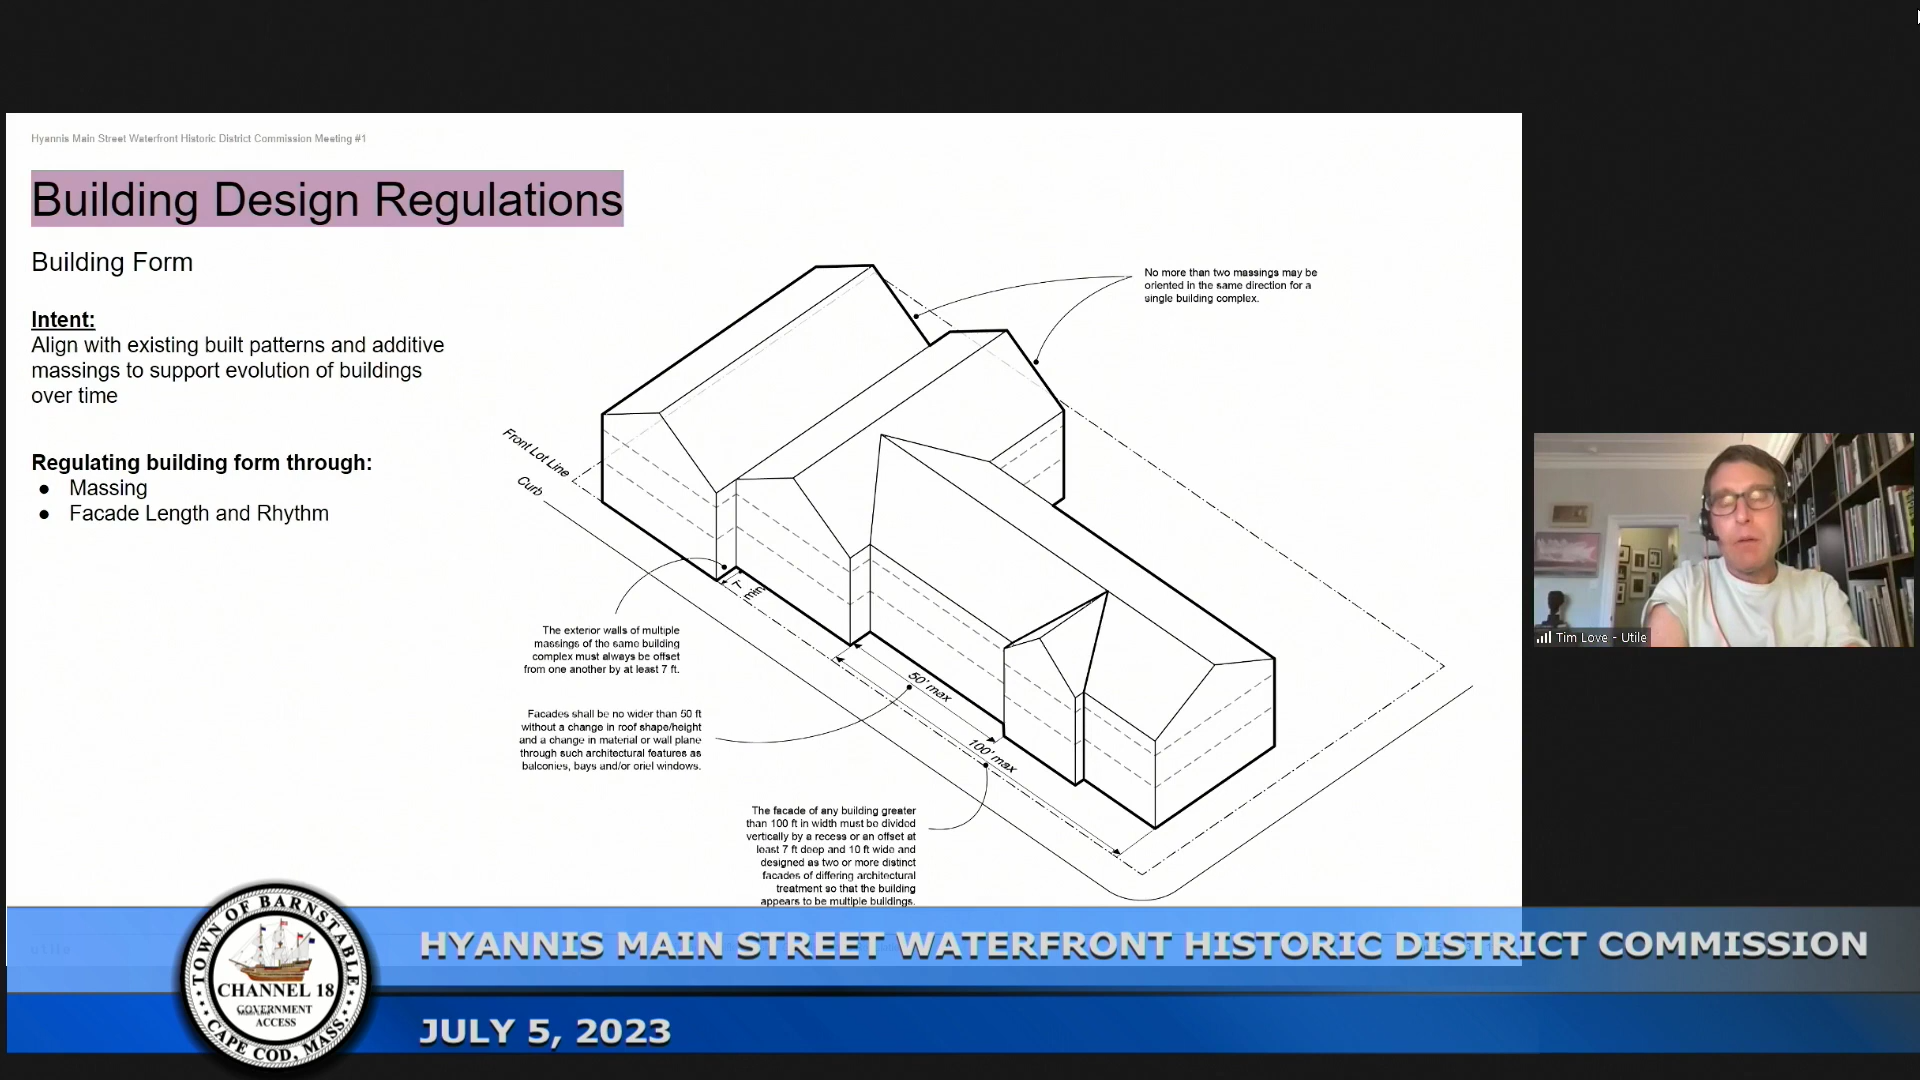 Hyannis Main Street Waterfront Historic District Commission Meeting #1
Building Design Regulations
Building Form
Intent:
Align with existing built patterns and additive
massings to support evolution of buildings
over time
Regulating building form through:
● Massing
● Facade Length and Rhythm
No more than two massings may be
oriented in the same direction for a
single building complex.
Front Lot Line
Curb
7' min
The exterior walls of multiple
massings of the same building
complex must always be offset
from one another by at least 7 ft.
50' max
Facades shall be no wider than 50 ft
without a change in roof shape/height
and a change in material or wall plane
through such architectural features as
balconies, bays and/or oriel windows.
100' max
The facade of any building greater
than 100 ft in width must be divided
vertically by a recess or an offset at
least 7 ft deep and 10 ft wide and
designed as two or more distinct
facades of differing architectural
treatment so that the building
appears to be multiple buildings.
Tim Love - Utile
utile
TOWN OF BARNSTABLE
CHANNEL 18
GOVERNMENT
ACCESS
CAPE COD, MASS.
HYANNIS MAIN STREET WATERFRONT HISTORIC DISTRICT COMMISSION
JULY 5, 2023